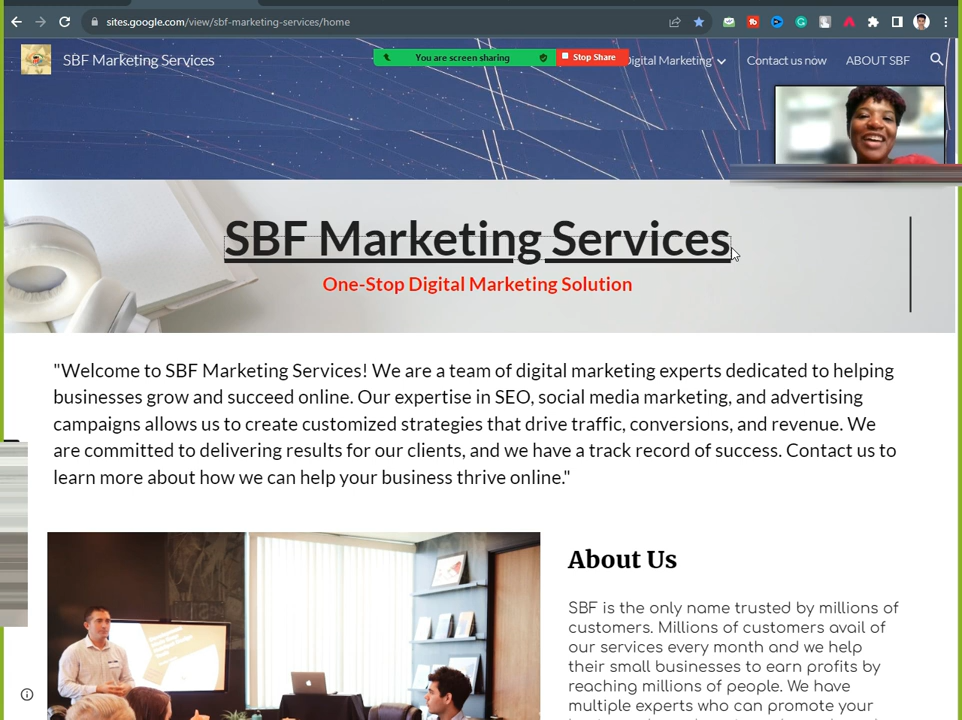 sites.google.com/view/sbf-marketing-services/home
SBF Marketing Services
You are screen sharing
Stop Share
Digital Marketing
Contact us now
ABOUT SBF
SBF Marketing Services
One-Stop Digital Marketing Solution
"Welcome to SBF Marketing Services! We are a team of digital marketing experts dedicated to helping
businesses grow and succeed online. Our expertise in SEO, social media marketing, and advertising
campaigns allows us to create customized strategies that drive traffic, conversions, and revenue. We
are committed to delivering results for our clients, and we have a track record of success. Contact us to
learn more about how we can help your business thrive online."
About Us
SBF is the only name trusted by millions of
customers. Millions of customers avail of
our services every month and we help
their small businesses to earn profits by
reaching millions of people. We have
multiple experts who can promote your